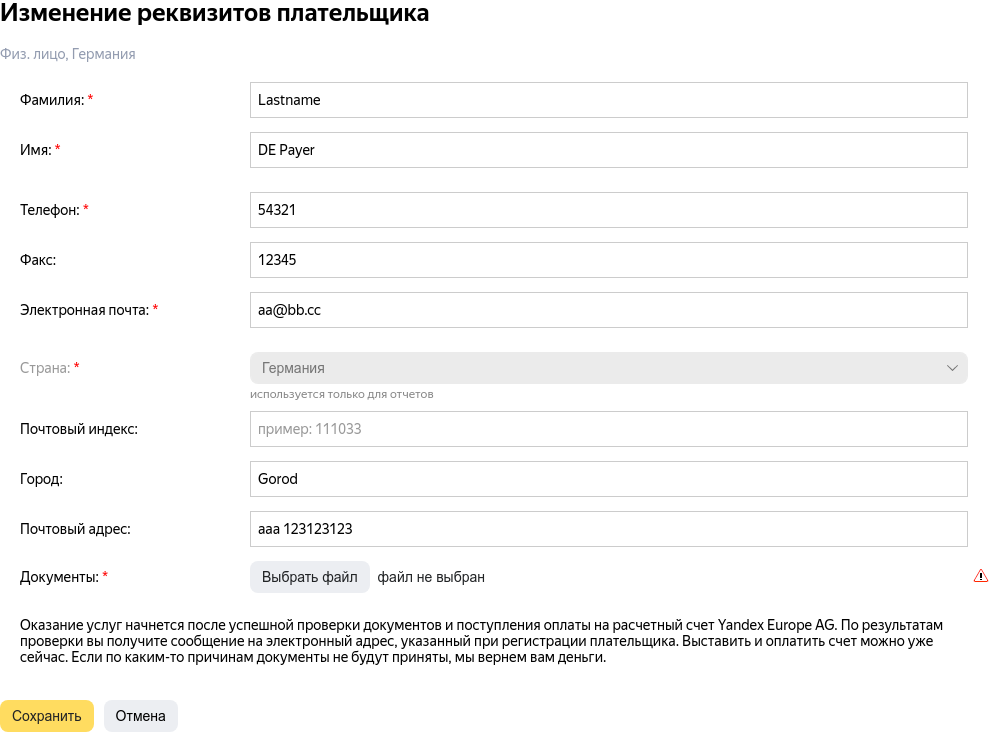 Изменение реквизитов плательщика
Физ. лицо, Германия
Фамилия: * Lastname
Имя: * DE Payer
Телефон: * 54321
Факс: 12345
Электронная почта: * aa@bb.cc
Страна: * Германия
используется только для отчетов
Почтовый индекс: пример: 111033
Город: Gorod
Почтовый адрес: aaa 123123123
Документы: * Выбрать файл файл не выбран
Оказание услуг начнется после успешной проверки документов и поступления оплаты на расчетный счет Yandex Europe AG. По результатам
проверки вы получите сообщение на электронный адрес, указанный при регистрации плательщика. Выставить и оплатить счет можно уже
сейчас. Если по каким-то причинам документы не будут приняты, мы вернем вам деньги.
Сохранить Отмена